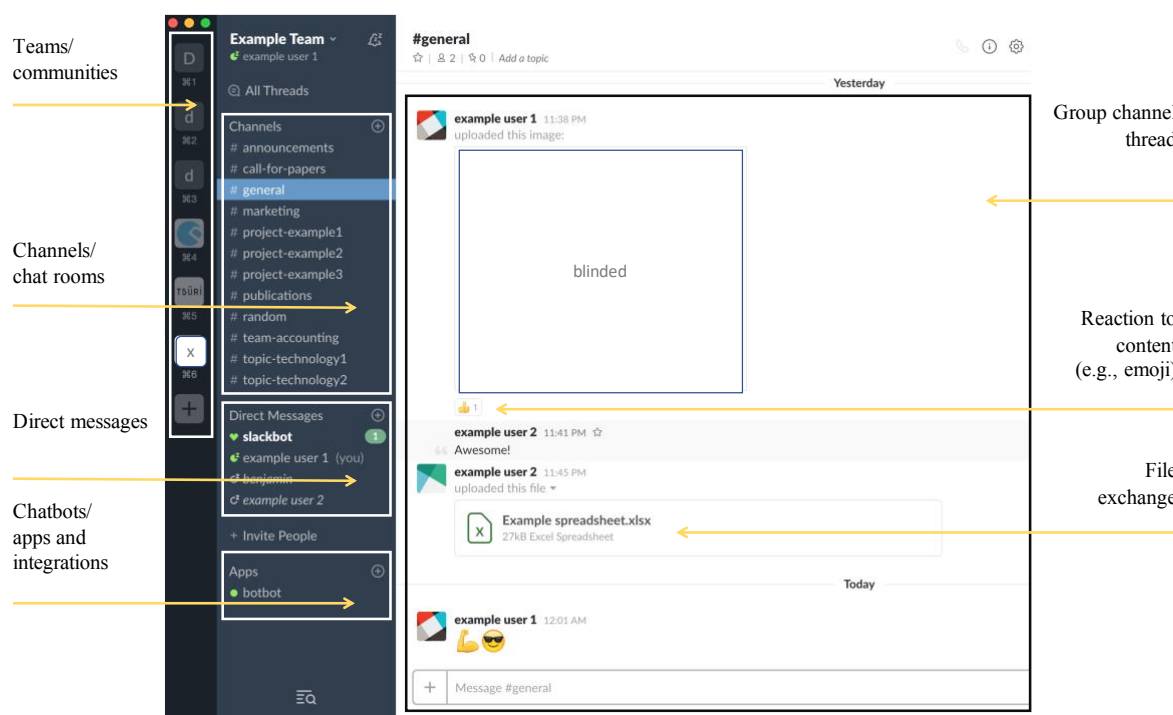 Teams/
communities
Channels/
chat rooms
Direct messages
Chatbots/
apps and
integrations
D
⌘1
d
⌘2
d
⌘3
⌘4
TSÜRI
⌘5
x
⌘6
+
Example Team
example user 1
All Threads
Channels
# announcements
# call-for-papers
# general
# marketing
# project-example1
# project-example2
# project-example3
# publications
# random
# team-accounting
# topic-technology1
# topic-technology2
Direct Messages
slackbot 1
example user 1 (you)
benjamin
example user 2
+ Invite People
Apps
botbot
#general
2 | 0 | Add a topic
Yesterday
example user 1 11:38 PM
uploaded this image:
blinded
1
example user 2 11:41 PM
Awesome!
example user 2 11:45 PM
uploaded this file
X
Example spreadsheet.xlsx
27kB Excel Spreadsheet
Today
example user 1 12:01 AM
+ Message #general
Group channel
thread
Reaction to
content
(e.g., emoji)
File
exchange